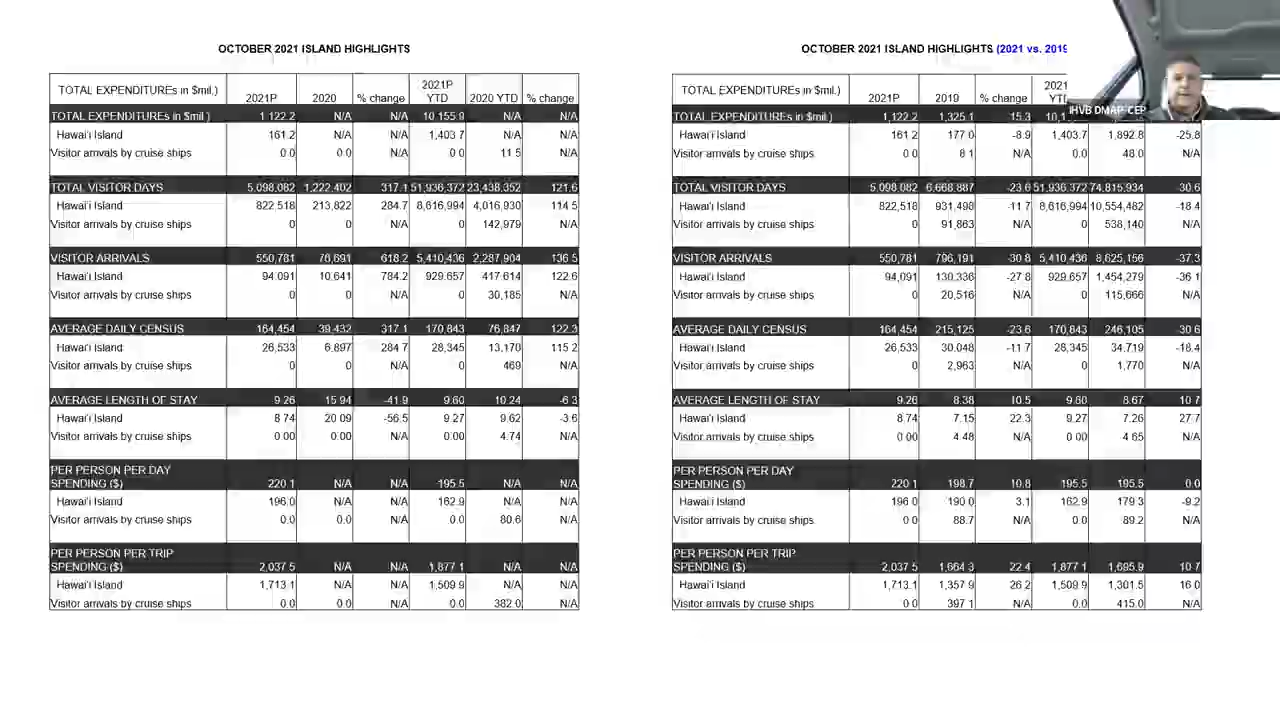 OCTOBER 2021 ISLAND HIGHLIGHTS
TOTAL EXPENDITUREs in $mil.) 2021P 2020 % change 2021P YTD 2020 YTD % change
TOTAL EXPENDITUREs in $mil.) 1,122.2 N/A N/A 10,155.9 N/A N/A
Hawai'i Island 161.2 N/A N/A 1,403.7 N/A N/A
Visitor arrivals by cruise ships 0.0 0.0 N/A 0.0 11.5 N/A
TOTAL VISITOR DAYS 5,098,082 1,222,402 317.1 51,936,372 23,438,352 121.6
Hawai'i Island 822,518 213,822 284.7 8,616,994 4,016,930 114.5
Visitor arrivals by cruise ships 0 0 N/A 0 142,979 N/A
VISITOR ARRIVALS 550,781 76,691 618.2 5,410,436 2,287,904 136.5
Hawai'i Island 94,091 10,641 784.2 929,657 417,614 122.6
Visitor arrivals by cruise ships 0 0 N/A 0 30,185 N/A
AVERAGE DAILY CENSUS 164,454 39,432 317.1 170,843 76,847 122.3
Hawai'i Island 26,533 6,897 284.7 28,345 13,170 115.2
Visitor arrivals by cruise ships 0 0 N/A 0 469 N/A
AVERAGE LENGTH OF STAY 9.26 15.94 -41.9 9.60 10.24 -6.3
Hawai'i Island 8.74 20.09 -56.5 9.27 9.62 -3.6
Visitor arrivals by cruise ships 0.00 0.00 N/A 0.00 4.74 N/A
PER PERSON PER DAY
SPENDING ($) 220.1 N/A N/A 195.5 N/A N/A
Hawai'i Island 196.0 N/A N/A 162.9 N/A N/A
Visitor arrivals by cruise ships 0.0 0.0 N/A 0.0 80.6 N/A
PER PERSON PER TRIP
SPENDING ($) 2,037.5 N/A N/A 1,877.1 N/A N/A
Hawai'i Island 1,713.1 N/A N/A 1,509.9 N/A N/A
Visitor arrivals by cruise ships 0.0 0.0 N/A 0.0 382.0 N/A
OCTOBER 2021 ISLAND HIGHLIGHTS (2021 vs. 2019
TOTAL EXPENDITUREs in $mil.) 2021P 2019 % change
TOTAL EXPENDITUREs in $mil.) 1,122.2 1,325.1 15.3
Hawai'i Island 161.2 177.0 -8.9 1,403.7 1,892.8 -25.8
Visitor arrivals by cruise ships 0.0 8.1 N/A 0.0 48.0 N/A
TOTAL VISITOR DAYS 5,098,082 6,668,887 -23.6 51,936,372 74,815,934 -30.6
Hawai'i Island 822,518 931,498 -11.7 8,616,994 10,554,482 -18.4
Visitor arrivals by cruise ships 0 91,863 N/A 0 538,140 N/A
VISITOR ARRIVALS 550,781 796,191 -30.8 5,410,436 8,625,156 -37.3
Hawai'i Island 94,091 130,336 -27.8 929,657 1,454,279 -36.1
Visitor arrivals by cruise ships 0 20,516 N/A 0 115,666 N/A
AVERAGE DAILY CENSUS 164,454 215,125 -23.6 170,843 246,105 -30.6
Hawai'i Island 26,533 30,048 -11.7 28,345 34,719 -18.4
Visitor arrivals by cruise ships 0 2,963 N/A 0 1,770 N/A
AVERAGE LENGTH OF STAY 9.26 8.38 10.5 9.60 8.67 10.7
Hawai'i Island 8.74 7.15 22.3 9.27 7.26 27.7
Visitor arrivals by cruise ships 0.00 4.48 N/A 0.00 4.65 N/A
PER PERSON PER DAY
SPENDING ($) 220.1 198.7 10.8 195.5 195.5 0.0
Hawai'i Island 196.0 190.0 3.1 162.9 179.3 -9.2
Visitor arrivals by cruise ships 0.0 88.7 N/A 0.0 89.2 N/A
PER PERSON PER TRIP
SPENDING ($) 2,037.5 1,664.3 22.4 1,877.1 1,695.9 10.7
Hawai'i Island 1,713.1 1,357.9 26.2 1,509.9 1,301.5 16.0
Visitor arrivals by cruise ships 0.0 397.1 N/A 0.0 415.0 N/A
IHVB DMAP, CEP